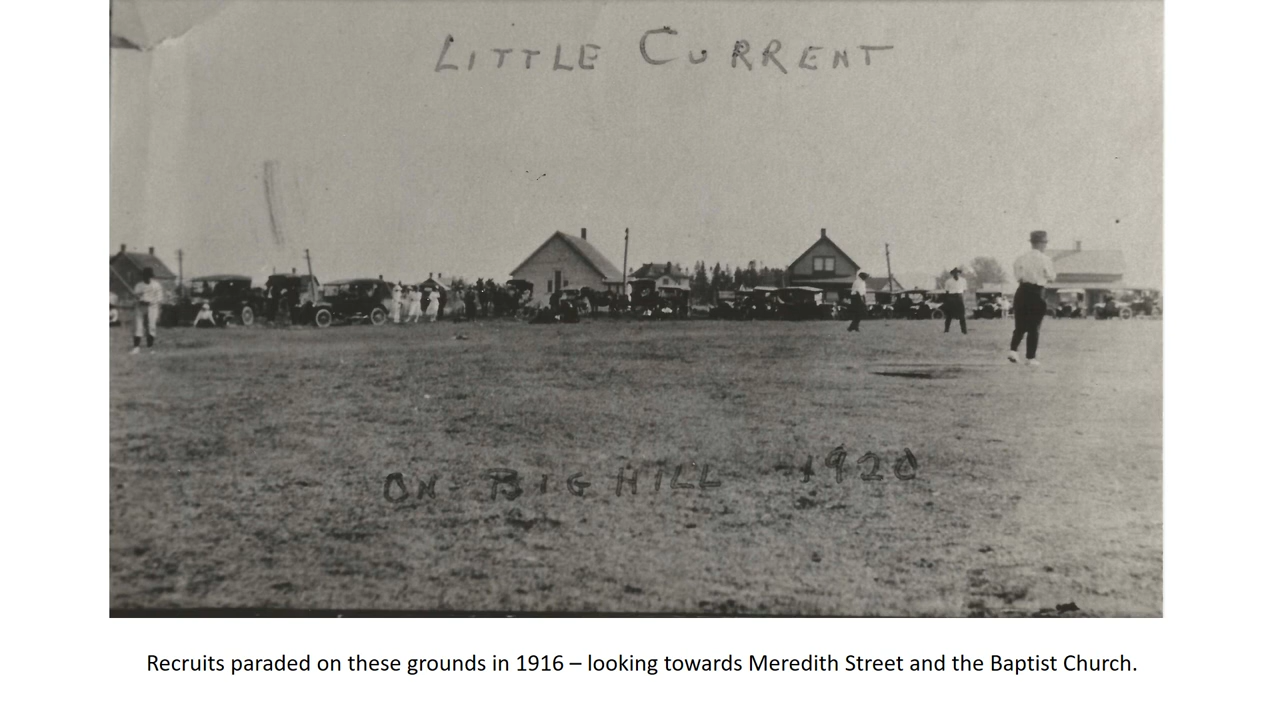 LITTLE CURRENT
ON BIG HILL 1920
Recruits paraded on these grounds in 1916 – looking towards Meredith Street and the Baptist Church.